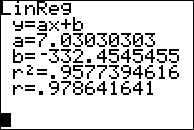 LinReg
y=ax+b
a=7.03030303
b=-332.4545455
r²=.9577394616
r=.978641641